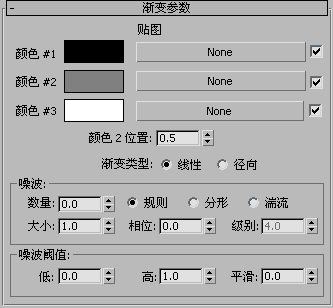 - 渐变参数
贴图
颜色 #1 None
颜色 #2 None
颜色 #3 None
颜色 2 位置: 0.5
渐变类型: 线性 径向
噪波:
数量: 0.0 规则 分形 湍流
大小: 1.0 相位: 0.0 级别: 4.0
噪波阈值:
低: 0.0 高: 1.0 平滑: 0.0